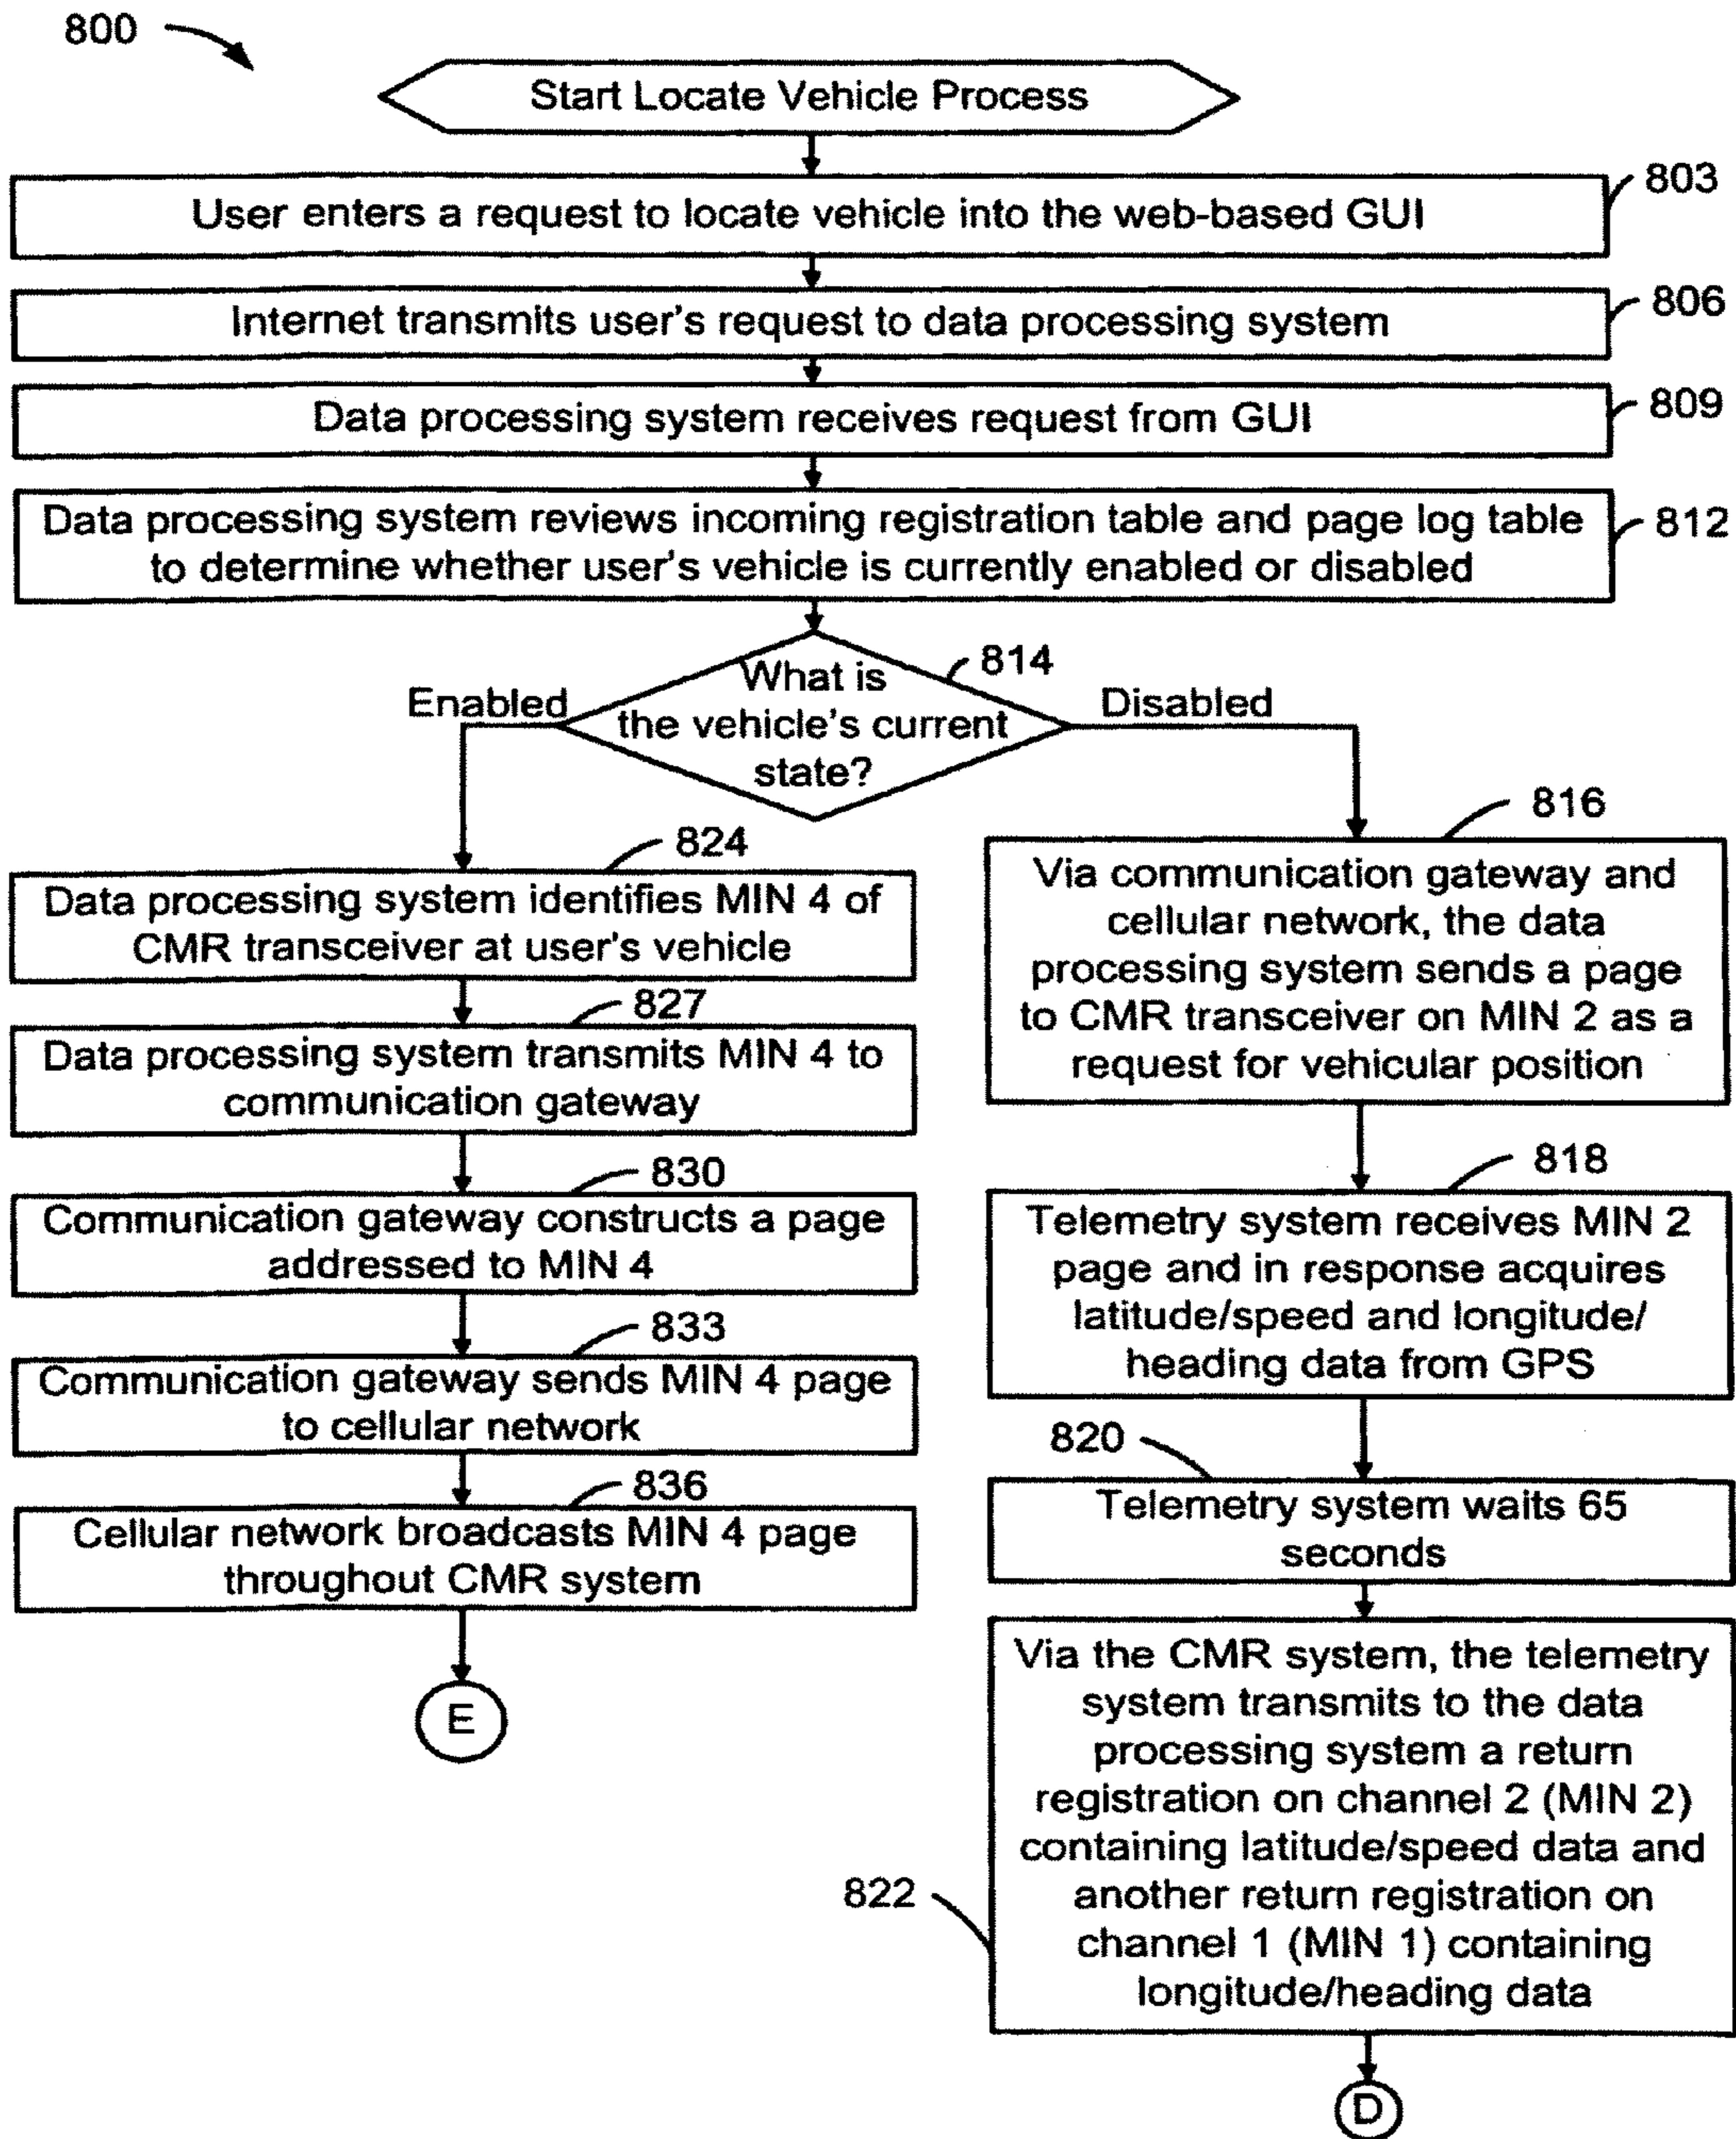 800
Start Locate Vehicle Process
803
User enters a request to locate vehicle into the web-based GUI
806
Internet transmits user's request to data processing system
809
Data processing system receives request from GUI
812
Data processing system reviews incoming registration table and page log table
to determine whether user's vehicle is currently enabled or disabled
814
What is
the vehicle's current
state?
Enabled
Disabled
824
Data processing system identifies MIN 4 of
CMR transceiver at user's vehicle
827
Data processing system transmits MIN 4 to
communication gateway
830
Communication gateway constructs a page
addressed to MIN 4
833
Communication gateway sends MIN 4 page
to cellular network
836
Cellular network broadcasts MIN 4 page
throughout CMR system
E
816
Via communication gateway and
cellular network, the data
processing system sends a page
to CMR transceiver on MIN 2 as a
request for vehicular position
818
Telemetry system receives MIN 2
page and in response acquires
latitude/speed and longitude/
heading data from GPS
820
Telemetry system waits 65
seconds
822
Via the CMR system, the telemetry
system transmits to the data
processing system a return
registration on channel 2 (MIN 2)
containing latitude/speed data and
another return registration on
channel 1 (MIN 1) containing
longitude/heading data
D